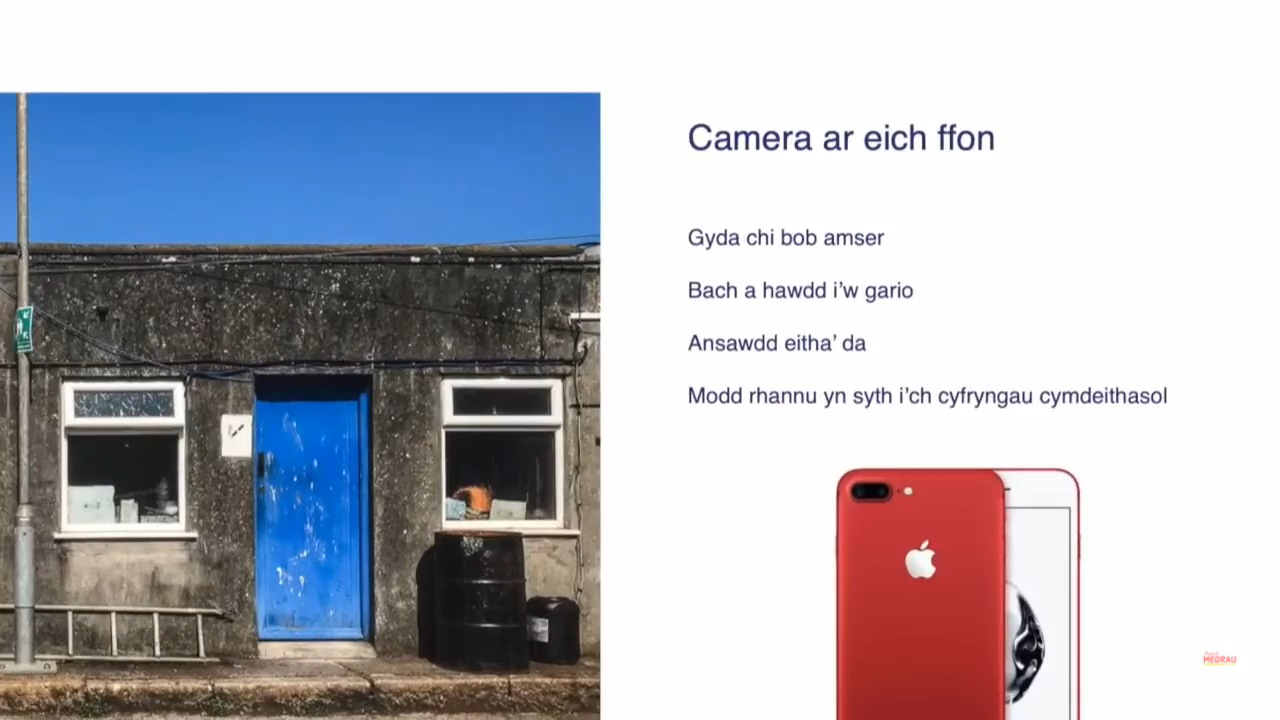 Camera ar eich ffon
Gyda chi bob amser
Bach a hawdd i’w gario
Ansawdd eitha’ da
Modd rhannu yn syth i’ch cyfryngau cymdeithasol
MEDRAU